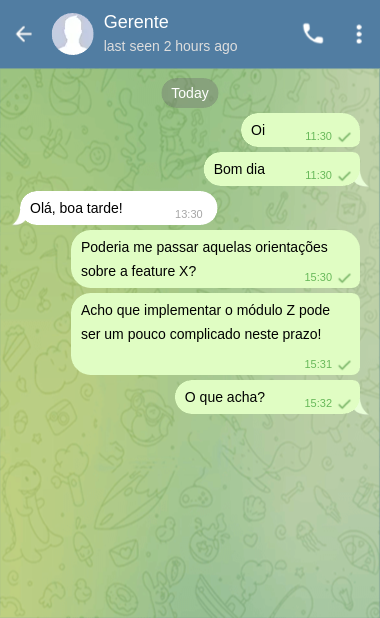 Gerente
last seen 2 hours ago
Today
Oi
11:30
Bom dia
11:30
Olá, boa tarde!
13:30
Poderia me passar aquelas orientações
sobre a feature X?
15:30
Acho que implementar o módulo Z pode
ser um pouco complicado neste prazo!
15:31
O que acha?
15:32